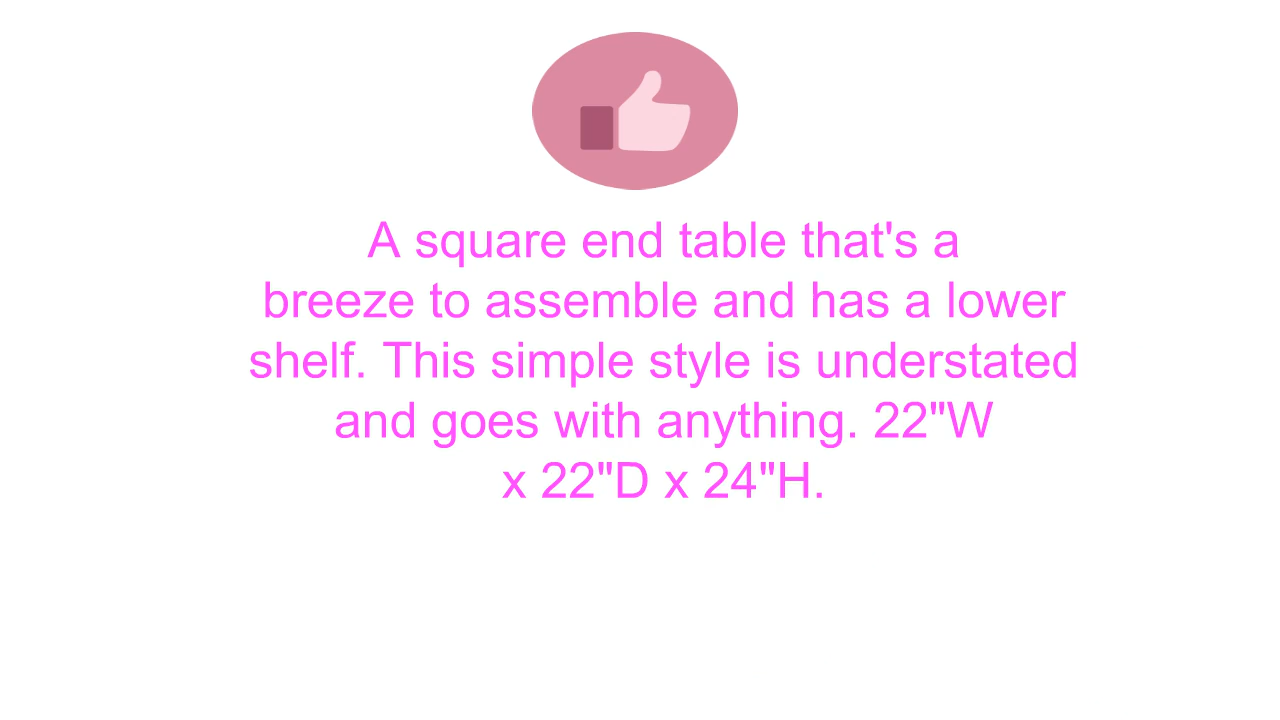 A square end table that's a
breeze to assemble and has a lower
shelf. This simple style is understated
and goes with anything. 22"W
x 22"D x 24"H.